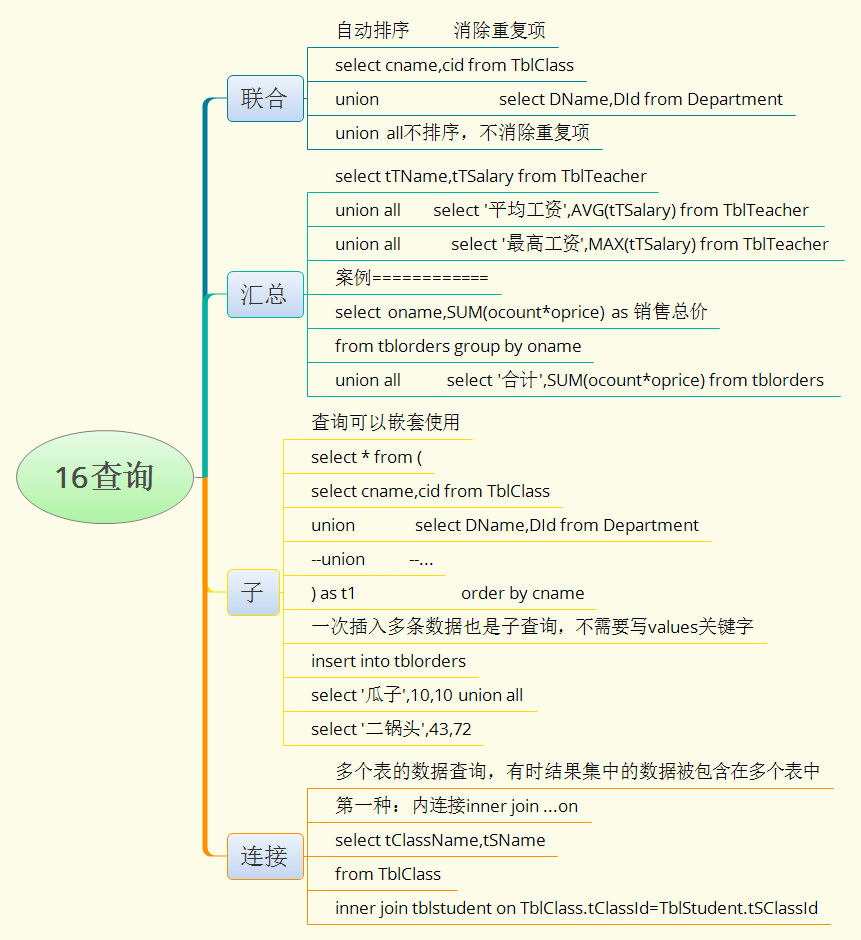 16查询
联合
自动排序 消除重复项
select cname,cid from TblClass
union select DName,DId from Department
union all不排序，不消除重复项
汇总
select tTName,tTSalary from TblTeacher
union all select '平均工资',AVG(tTSalary) from TblTeacher
union all select '最高工资',MAX(tTSalary) from TblTeacher
案例============
select oname,SUM(ocount*oprice) as 销售总价
from tblorders group by oname
union all select '合计',SUM(ocount*oprice) from tblorders
子
查询可以嵌套使用
select * from (
select cname,cid from TblClass
union select DName,DId from Department
--union --...
) as t1 order by cname
一次插入多条数据也是子查询，不需要写values关键字
insert into tblorders
select '瓜子',10,10 union all
select '二锅头',43,72
连接
多个表的数据查询，有时结果集中的数据被包含在多个表中
第一种：内连接inner join ...on
select tClassName,tSName
from TblClass
inner join tblstudent on TblClass.tClassId=TblStudent.tSClassId